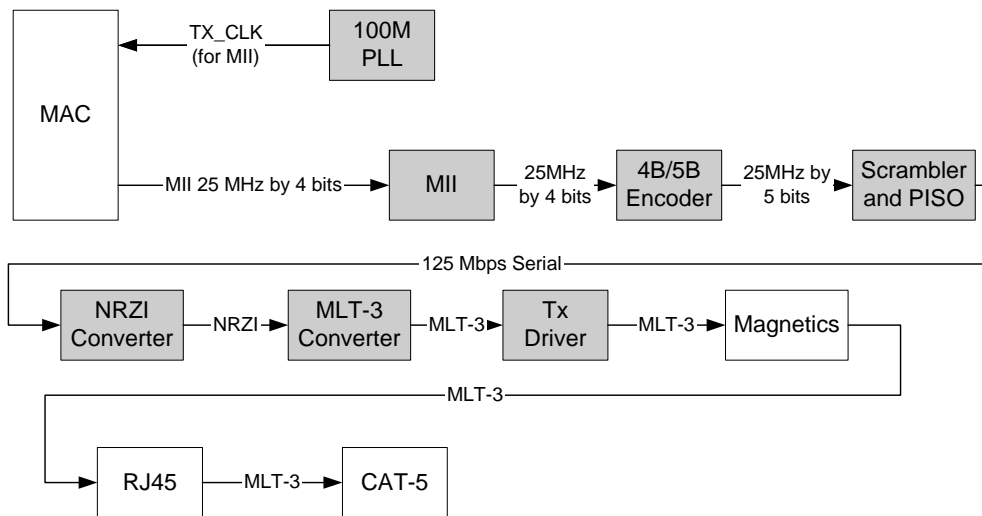 TX_CLK
(for MII)
100M
PLL
MAC
MII 25 MHz by 4 bits
MII
25MHz
by 4 bits
4B/5B
Encoder
25MHz by
5 bits
Scrambler
and PISO
125 Mbps Serial
NRZI
Converter
NRZI
MLT-3
Converter
MLT-3
Tx
Driver
MLT-3
Magnetics
MLT-3
RJ45
MLT-3
CAT-5